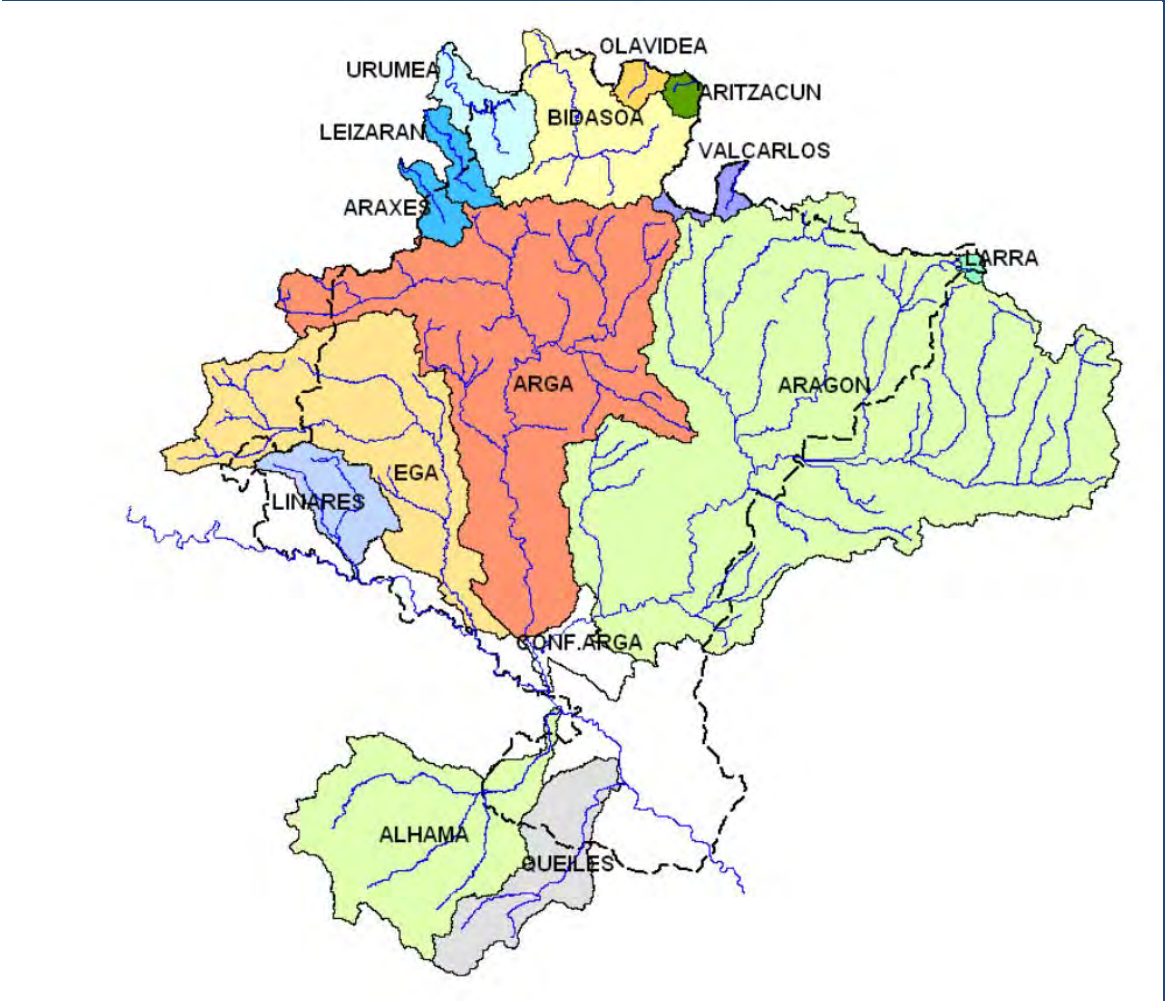 OLAVIDEA
URUMEA
ARITZACUN
BIDASOA
LEIZARAN
VALCARLOS
ARAXES
LARRA
ARGA
ARAGON
EGA
LINARES
CONF.ARGA
ALHAMA
QUEILES